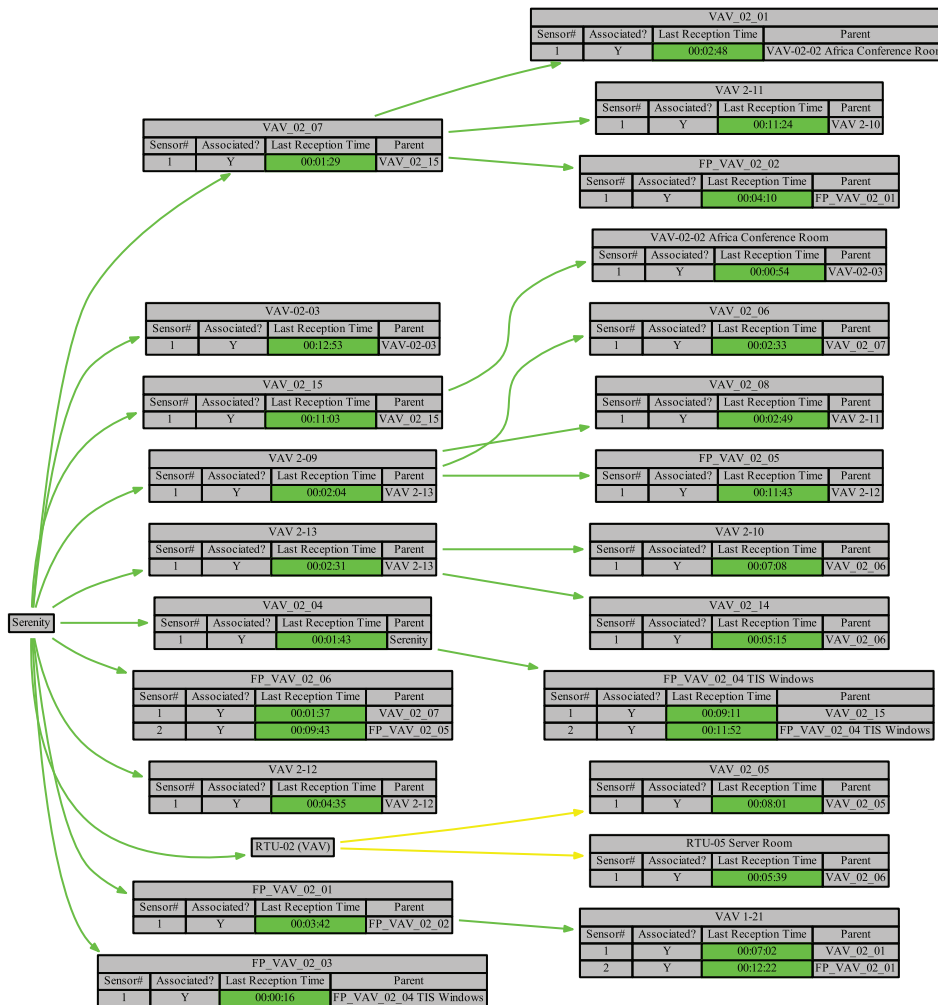 VAV_02_01
Sensor# Associated? Last Reception Time Parent
1 Y 00:02:48 VAV-02-02 Africa Conference Room
VAV 2-11
Sensor# Associated? Last Reception Time Parent
1 Y 00:11:24 VAV 2-10
VAV_02_07
Sensor# Associated? Last Reception Time Parent
1 Y 00:01:29 VAV_02_15
FP_VAV_02_02
Sensor# Associated? Last Reception Time Parent
1 Y 00:04:10 FP_VAV_02_01
VAV-02-02 Africa Conference Room
Sensor# Associated? Last Reception Time Parent
1 Y 00:00:54 VAV-02-03
VAV-02-03
Sensor# Associated? Last Reception Time Parent
1 Y 00:12:53 VAV-02-03
VAV_02_06
Sensor# Associated? Last Reception Time Parent
1 Y 00:02:33 VAV_02_07
VAV_02_15
Sensor# Associated? Last Reception Time Parent
1 Y 00:11:03 VAV_02_15
VAV_02_08
Sensor# Associated? Last Reception Time Parent
1 Y 00:02:49 VAV 2-11
VAV 2-09
Sensor# Associated? Last Reception Time Parent
1 Y 00:02:04 VAV 2-13
FP_VAV_02_05
Sensor# Associated? Last Reception Time Parent
1 Y 00:11:43 VAV 2-12
VAV 2-13
Sensor# Associated? Last Reception Time Parent
1 Y 00:02:31 VAV 2-13
VAV 2-10
Sensor# Associated? Last Reception Time Parent
1 Y 00:07:08 VAV_02_06
Serenity
VAV_02_04
Sensor# Associated? Last Reception Time Parent
1 Y 00:01:43 Serenity
VAV_02_14
Sensor# Associated? Last Reception Time Parent
1 Y 00:05:15 VAV_02_06
FP_VAV_02_06
Sensor# Associated? Last Reception Time Parent
1 Y 00:01:37 VAV_02_07
2 Y 00:09:43 FP_VAV_02_05
FP_VAV_02_04 TIS Windows
Sensor# Associated? Last Reception Time Parent
1 Y 00:09:11 VAV_02_15
2 Y 00:11:52 FP_VAV_02_04 TIS Windows
VAV 2-12
Sensor# Associated? Last Reception Time Parent
1 Y 00:04:35 VAV 2-12
VAV_02_05
Sensor# Associated? Last Reception Time Parent
1 Y 00:08:01 VAV_02_05
RTU-02 (VAV)
RTU-05 Server Room
Sensor# Associated? Last Reception Time Parent
1 Y 00:05:39 VAV_02_06
FP_VAV_02_01
Sensor# Associated? Last Reception Time Parent
1 Y 00:03:42 FP_VAV_02_02
VAV 1-21
Sensor# Associated? Last Reception Time Parent
1 Y 00:07:02 VAV_02_01
2 Y 00:12:22 FP_VAV_02_01
FP_VAV_02_03
Sensor# Associated? Last Reception Time Parent
1 Y 00:00:16 FP_VAV_02_04 TIS Windows